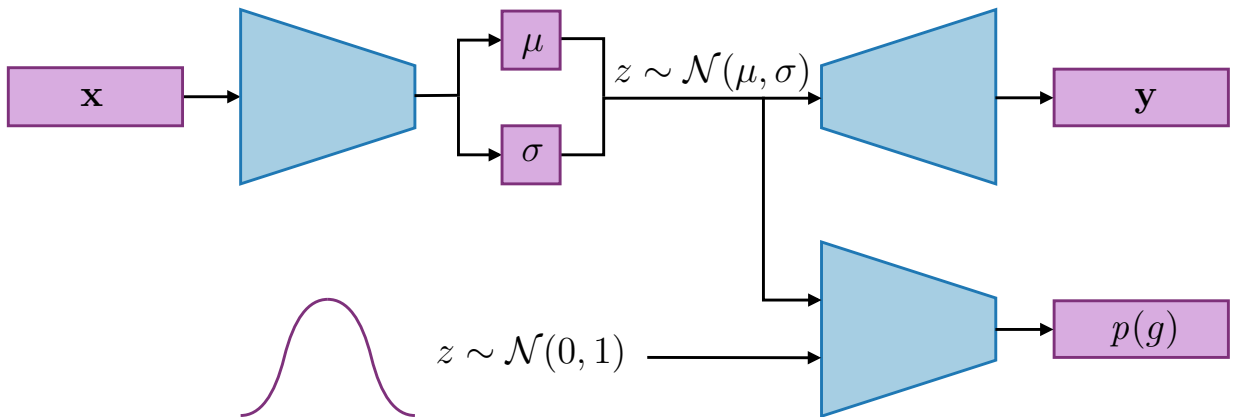 x
μ
σ
z ∼ 𝒩(μ, σ)
y
z ∼ 𝒩(0, 1)
p(g)